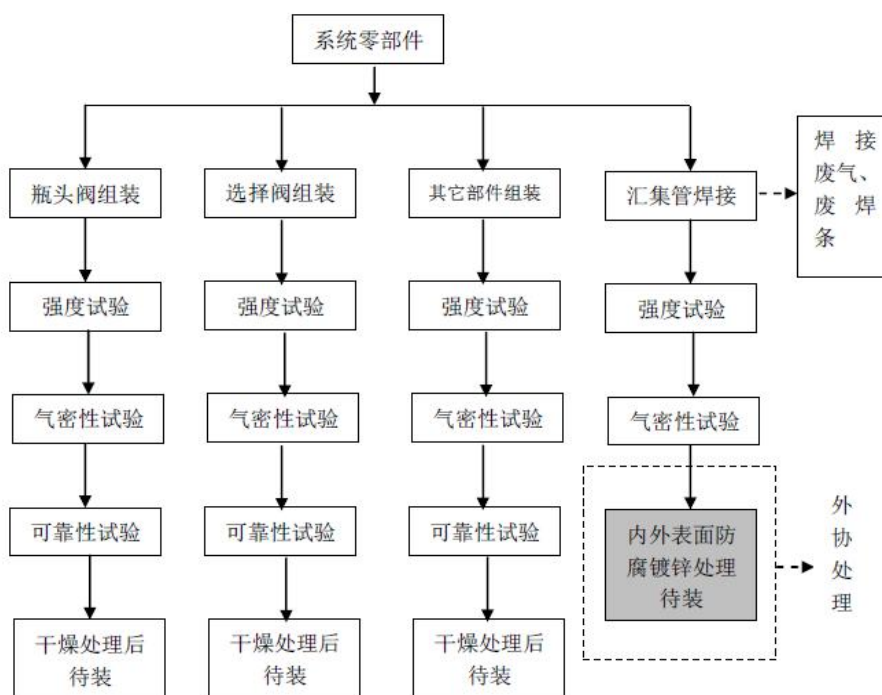 系统零部件
瓶头阀组装
选择阀组装
其它部件组装
汇集管焊接
焊 接
废气、
废 焊
条
强度试验
强度试验
强度试验
强度试验
气密性试验
气密性试验
气密性试验
气密性试验
可靠性试验
可靠性试验
可靠性试验
内外表面防
腐镀锌处理
待装
外
协
处
理
干燥处理后
待装
干燥处理后
待装
干燥处理后
待装